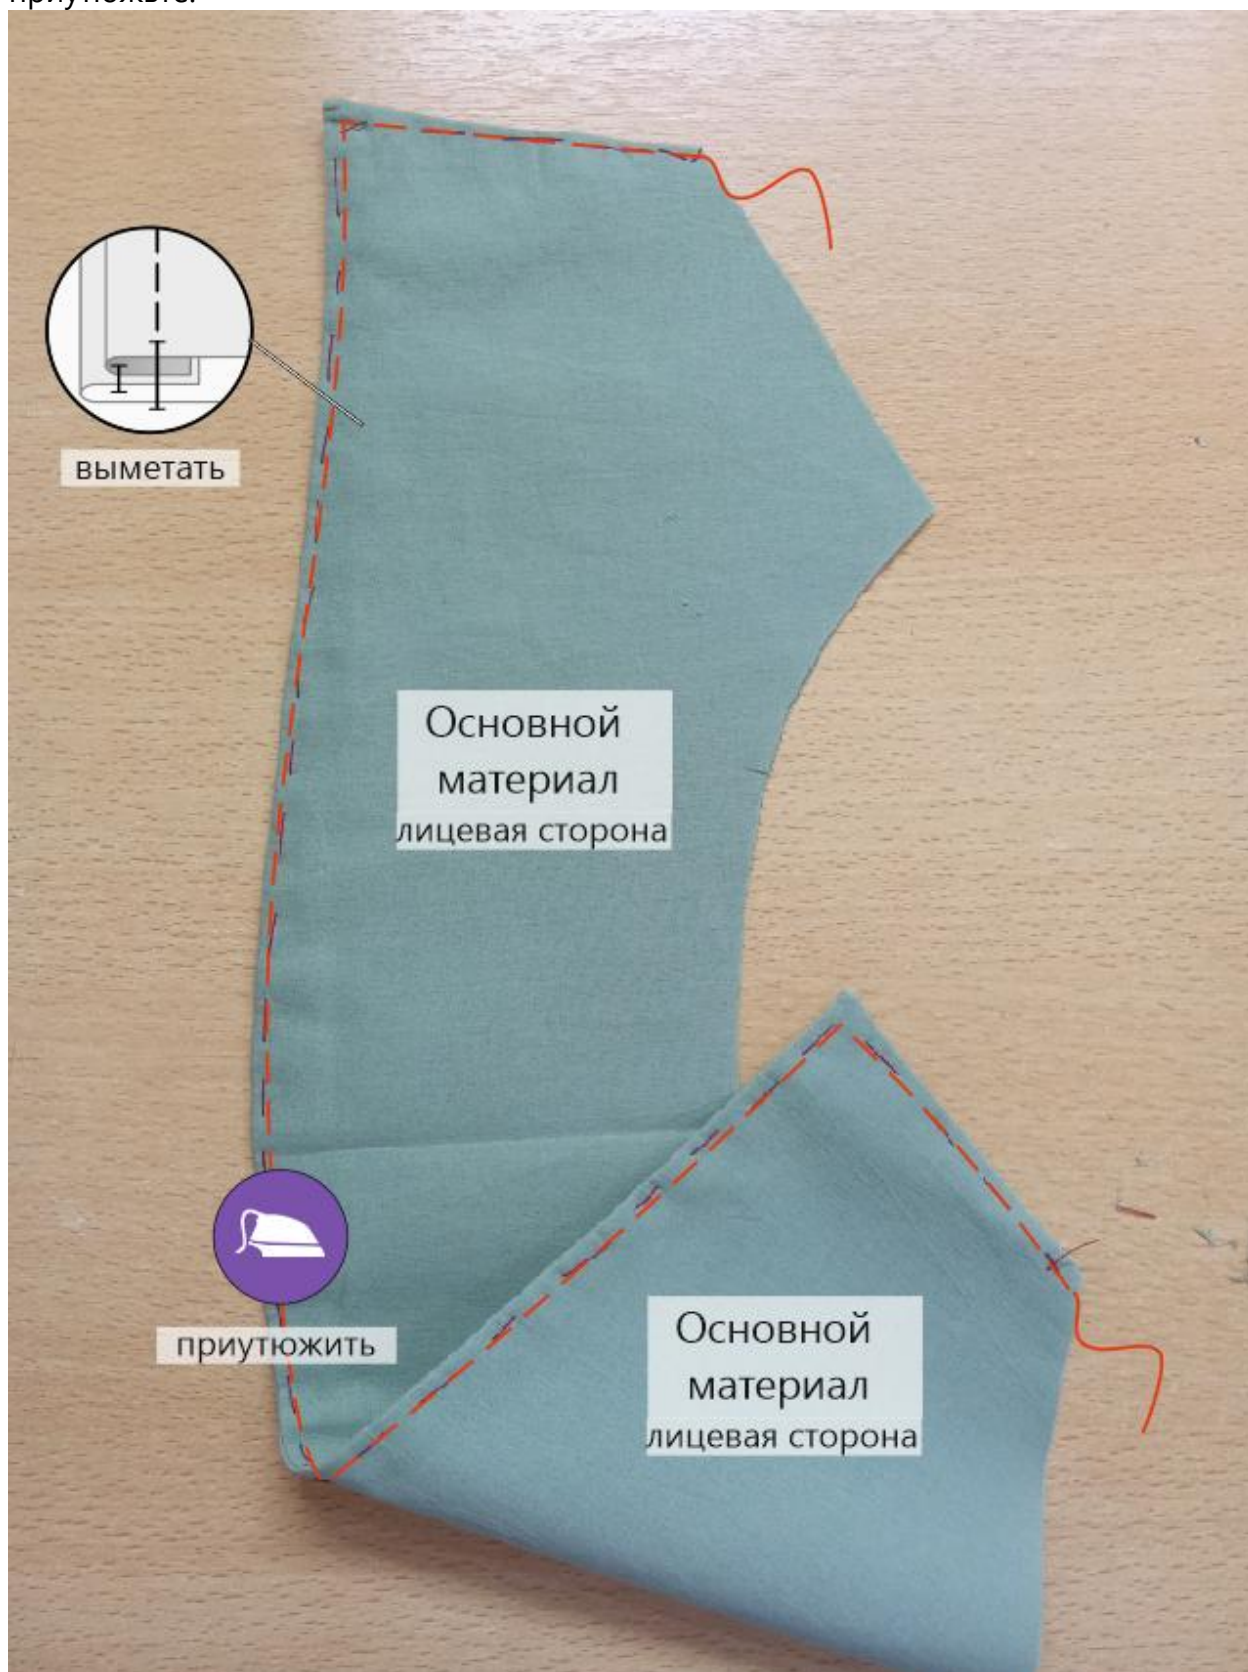 выметать
Основной
материал
лицевая сторона
приутюжить
Основной
материал
лицевая сторона